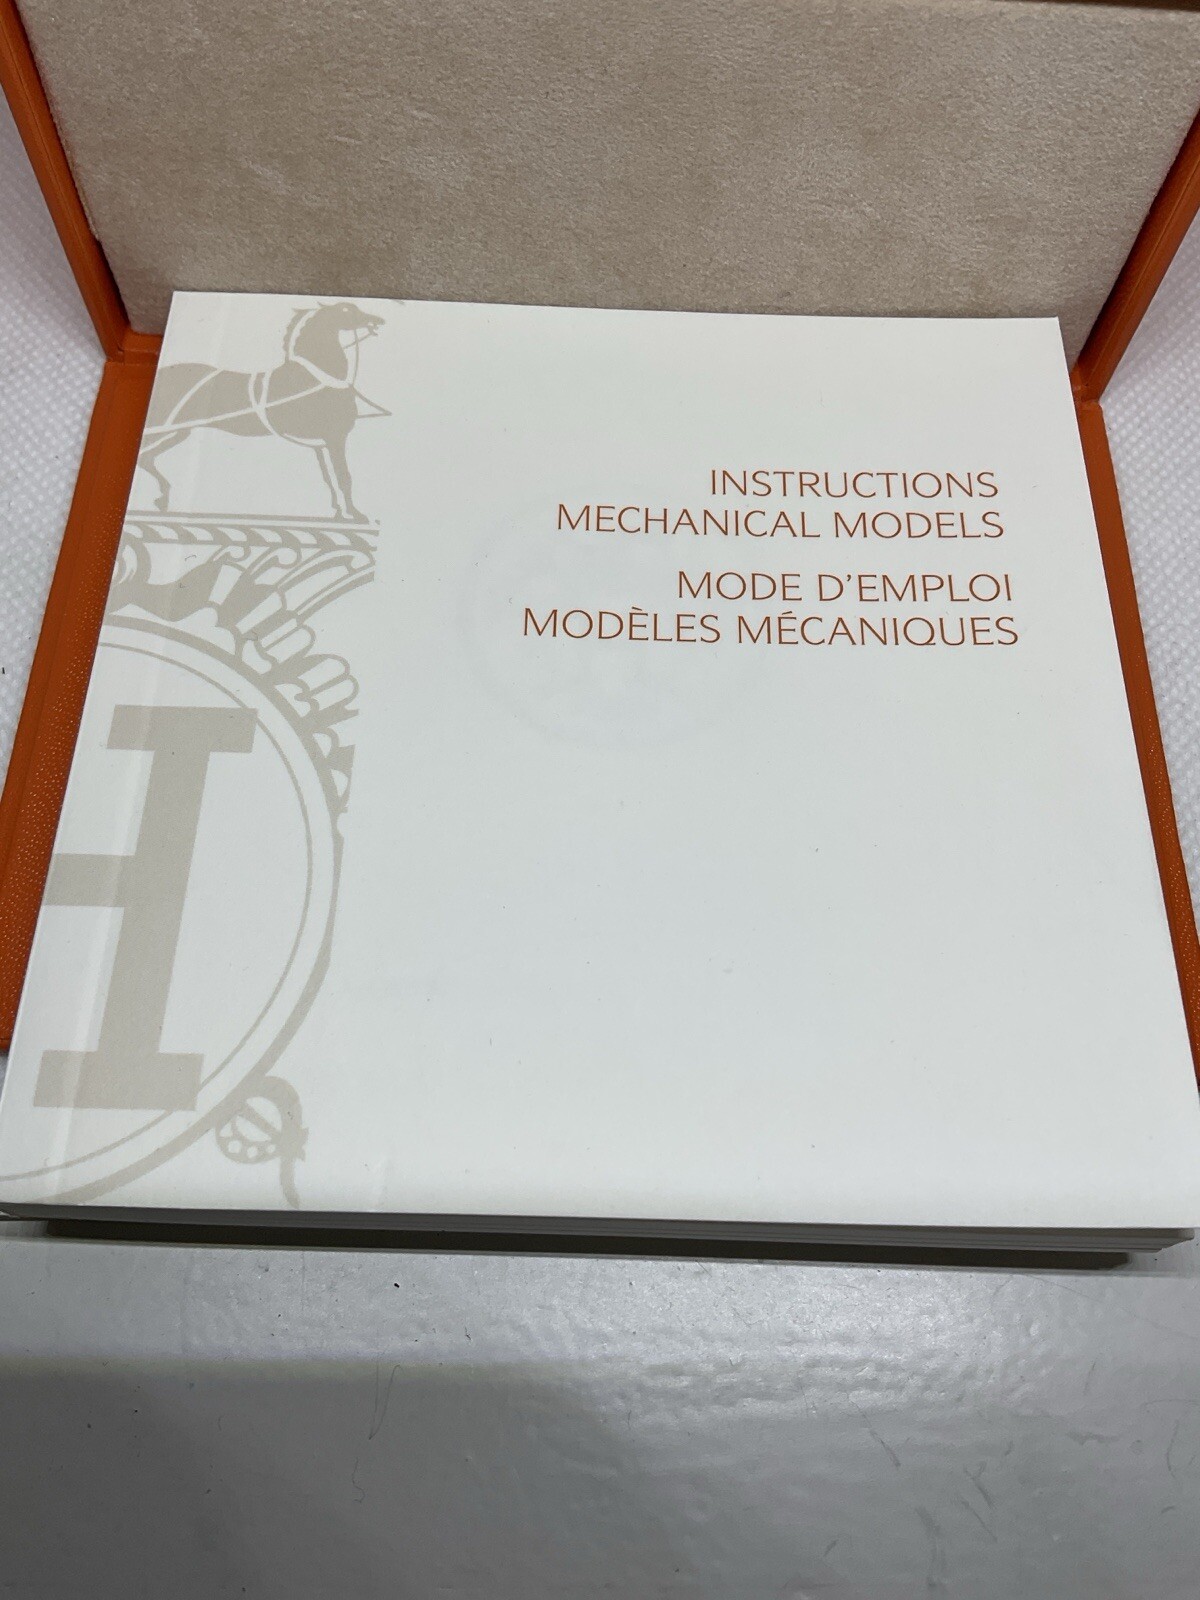 INSTRUCTIONS
MECHANICAL MODELS
MODE D'EMPLOI
MODÈLES MÉCANIQUES
H